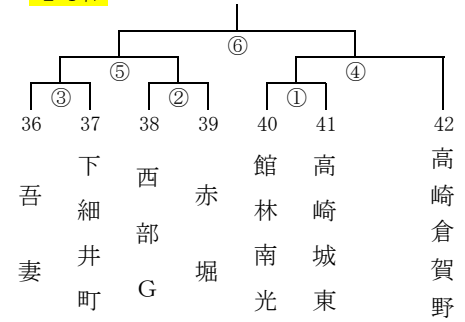 ⑥
⑤ ④
③ ② ①
36 37 38 39 40 41 42
吾妻
下細井町
西部G
赤堀
館林南光
高崎城東
高崎倉賀野